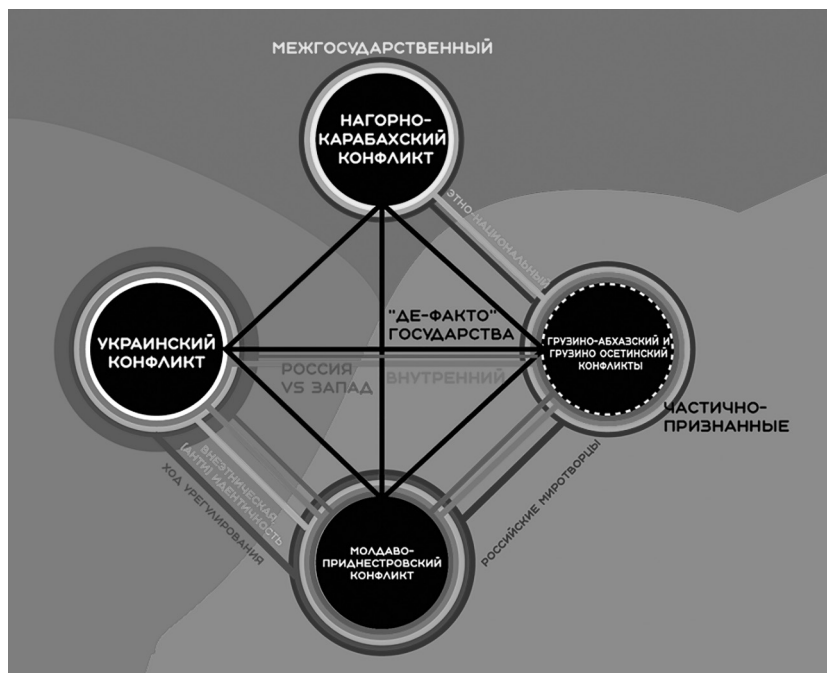 МЕЖГОСУДАРСТВЕННЫЙ
НАГОРНО-
КАРАБАХСКИЙ
КОНФЛИКТ
ЭТНО-НАЦИОНАЛЬНЫЙ
"ДЕ-ФАКТО"
ГОСУДАРСТВА
УКРАИНСКИЙ
КОНФЛИКТ
ГРУЗИНО-АБХАЗСКИЙ И
ГРУЗИНО ОСЕТИНСКИЙ
КОНФЛИКТЫ
РОССИЯ
VS ЗАПАД
ВНУТРЕННИЙ
ЧАСТИЧНО-
ПРИЗНАННЫЕ
ВНЕЭТНИЧЕСКАЯ
(АНТИ) ИДЕНТИЧНОСТЬ
ХОД УРЕГУЛИРОВАНИЯ
РОССИЙСКИЕ МИРОТВОРЦЫ
МОЛДАВО-
ПРИДНЕСТРОВСКИЙ
КОНФЛИКТ